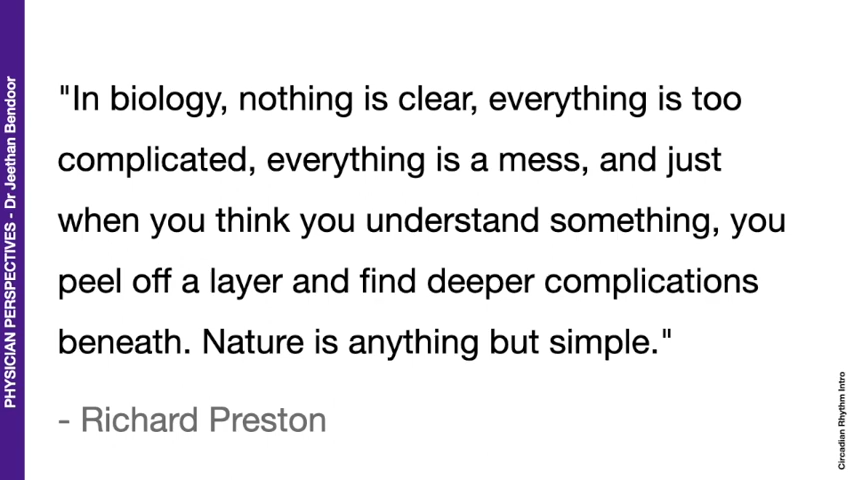 PHYSICIAN PERSPECTIVES - Dr Jeethan Bendoor
"In biology, nothing is clear, everything is too
complicated, everything is a mess, and just
when you think you understand something, you
peel off a layer and find deeper complications
beneath. Nature is anything but simple."
- Richard Preston
Circadian Rhythm Intro